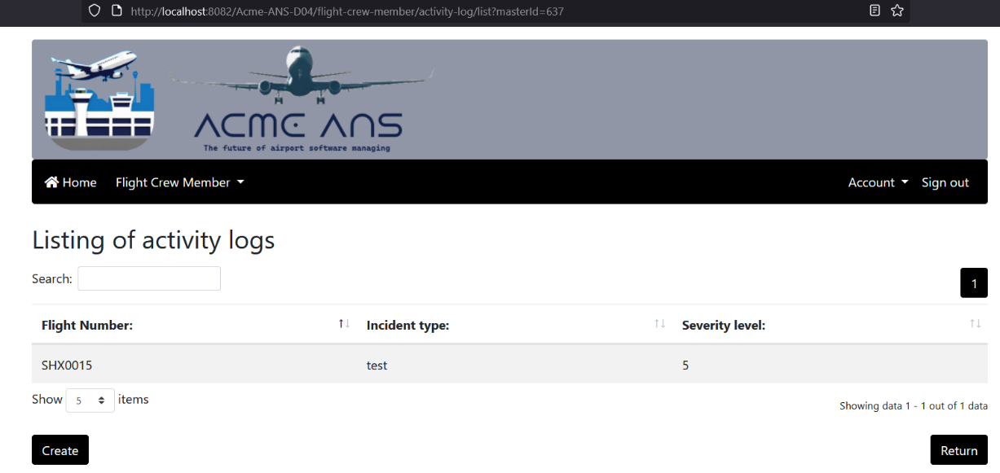 http://localhost:8082/Acme-ANS-D04/flight-crew-member/activity-log/list?masterId=637
ACME ANS
The future of airport software managing
Home Flight Crew Member Account Sign out
Listing of activity logs
Search: 1
Flight Number: Incident type: Severity level:
SHX0015 test 5
Show 5 items
Showing data 1 - 1 out of 1 data
Create Return